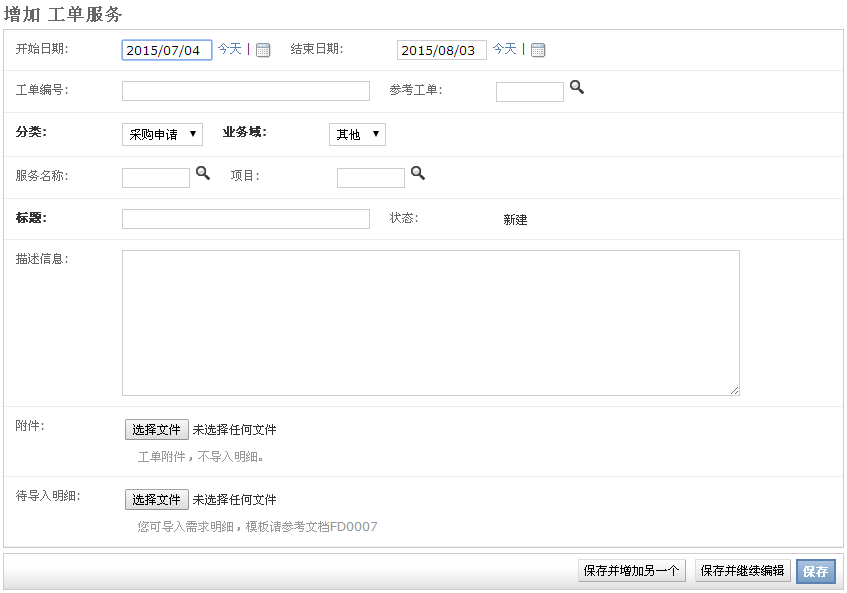 增加 工单服务
开始日期: 2015/07/04 今天 | 结束日期: 2015/08/03 今天 |
工单编号: 参考工单:
分类: 采购申请 ▼ 业务域: 其他 ▼
服务名称: 项目:
标题: 状态: 新建
描述信息:
附件: 选择文件 未选择任何文件
工单附件，不导入明细。
待导入明细: 选择文件 未选择任何文件
您可导入需求明细，模板请参考文档FD0007
保存并增加另一个 保存并继续编辑 保存